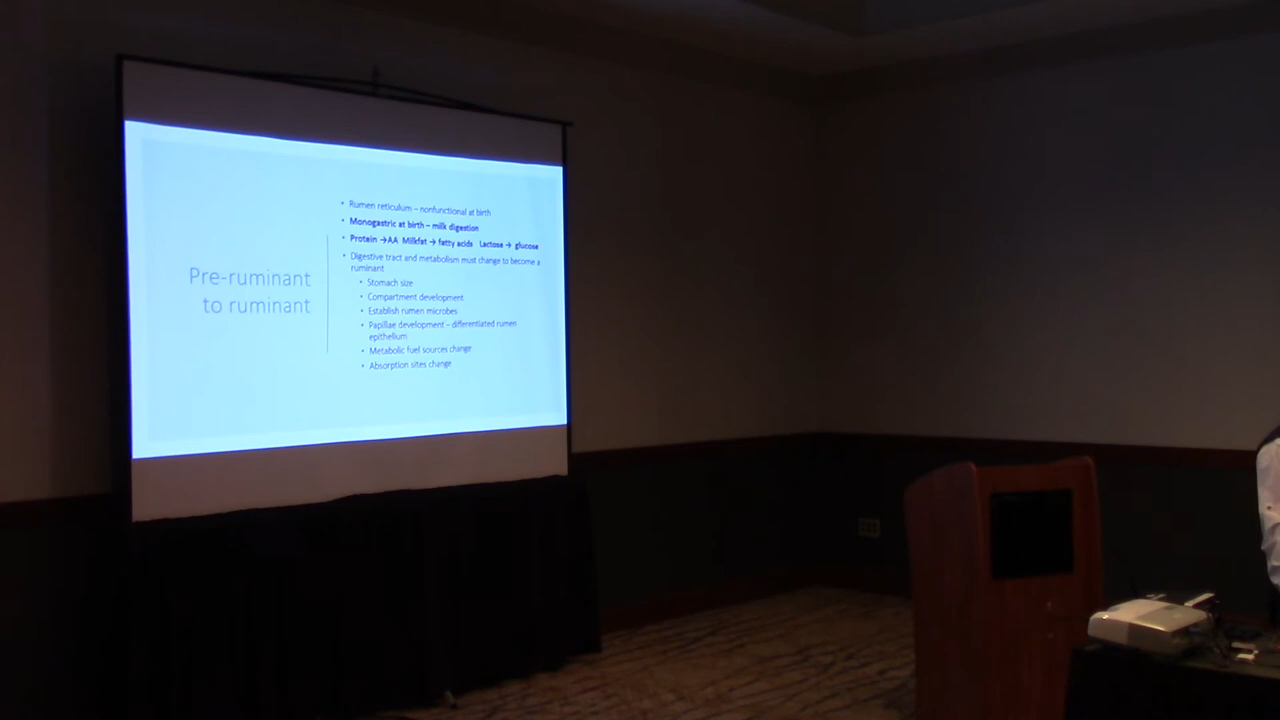 Pre-ruminant
to ruminant
• Rumen reticulum – nonfunctional at birth
• Monogastric at birth – milk digestion
• Protein →AA Milkfat → fatty acids Lactose → glucose
• Digestive tract and metabolism must change to become a
ruminant
• Stomach size
• Compartment development
• Establish rumen microbes
• Papillae development – differentiated rumen
epithelium
• Metabolic fuel sources change
• Absorption sites change